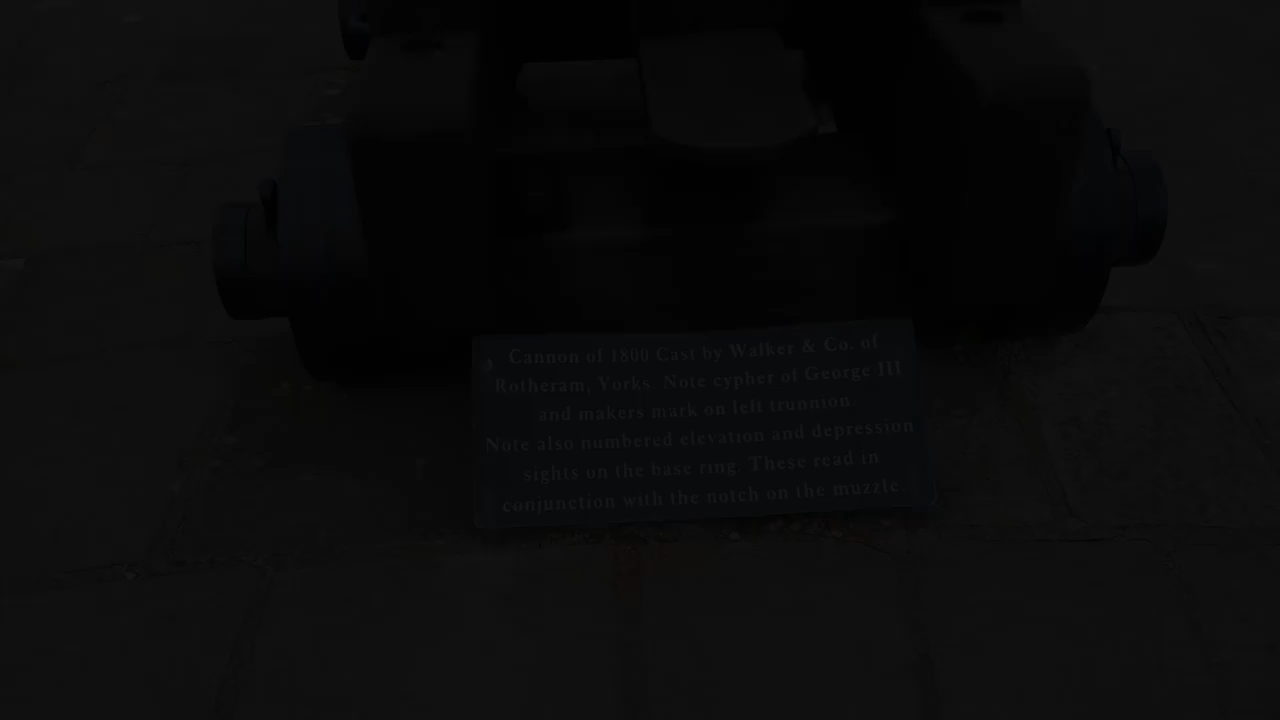 Cannon of 1800 Cast by Walker & Co. of
Rotheram, Yorks. Note cypher of George III
and makers mark on left trunnion
Note also numbered elevation and depression
sights on the base ring. These read in
conjunction with the notch on the muzzle.